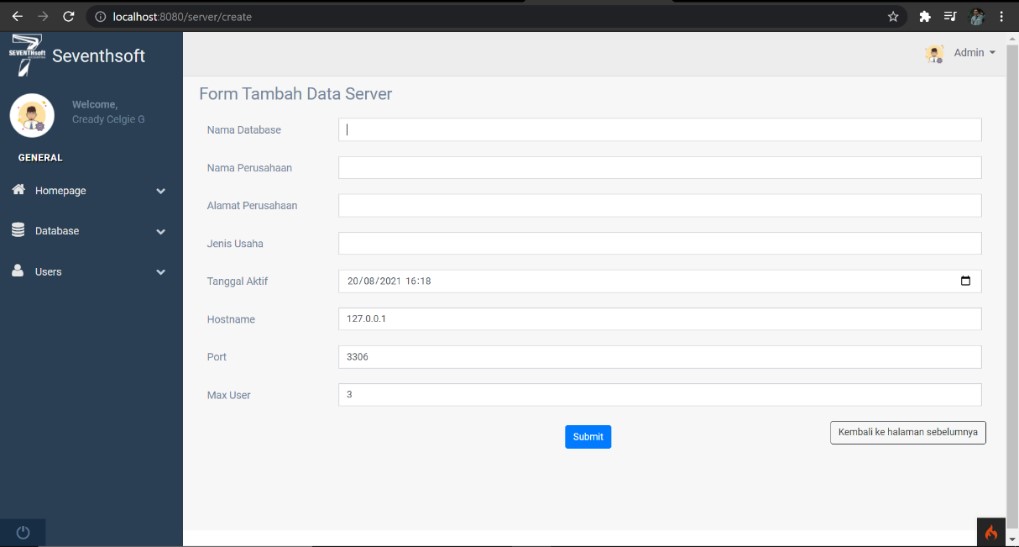 localhost:8080/server/create
SEVENTHsoft
Seventhsoft
Admin
Welcome,
Cready Celgie G
GENERAL
Homepage
Database
Users
Form Tambah Data Server
Nama Database
Nama Perusahaan
Alamat Perusahaan
Jenis Usaha
Tanggal Aktif 20/08/2021 16:18
Hostname 127.0.0.1
Port 3306
Max User 3
Submit
Kembali ke halaman sebelumnya